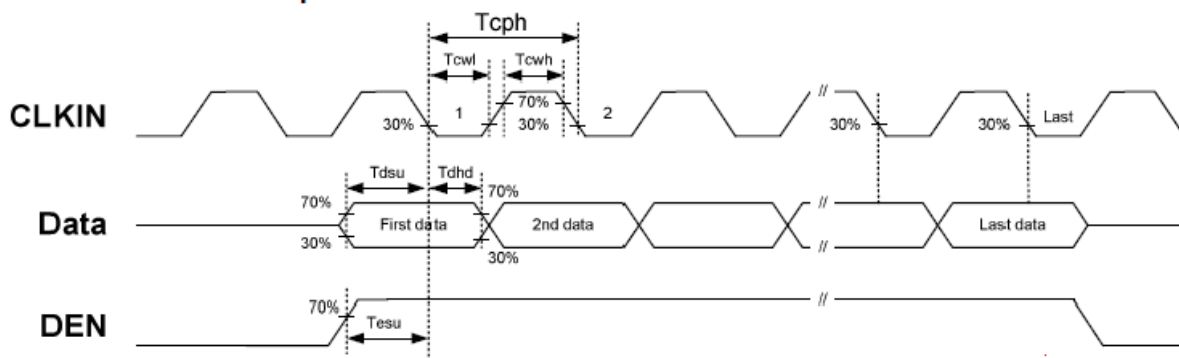 Tcph
Tcwl Tcwh
CLKIN 30% 1 70% 30% 2 // 30% 30% Last
Tdsu Tdhd
70% 70%
Data First data 2nd data // // Last data
30% 30%
70% //
DEN Tesu